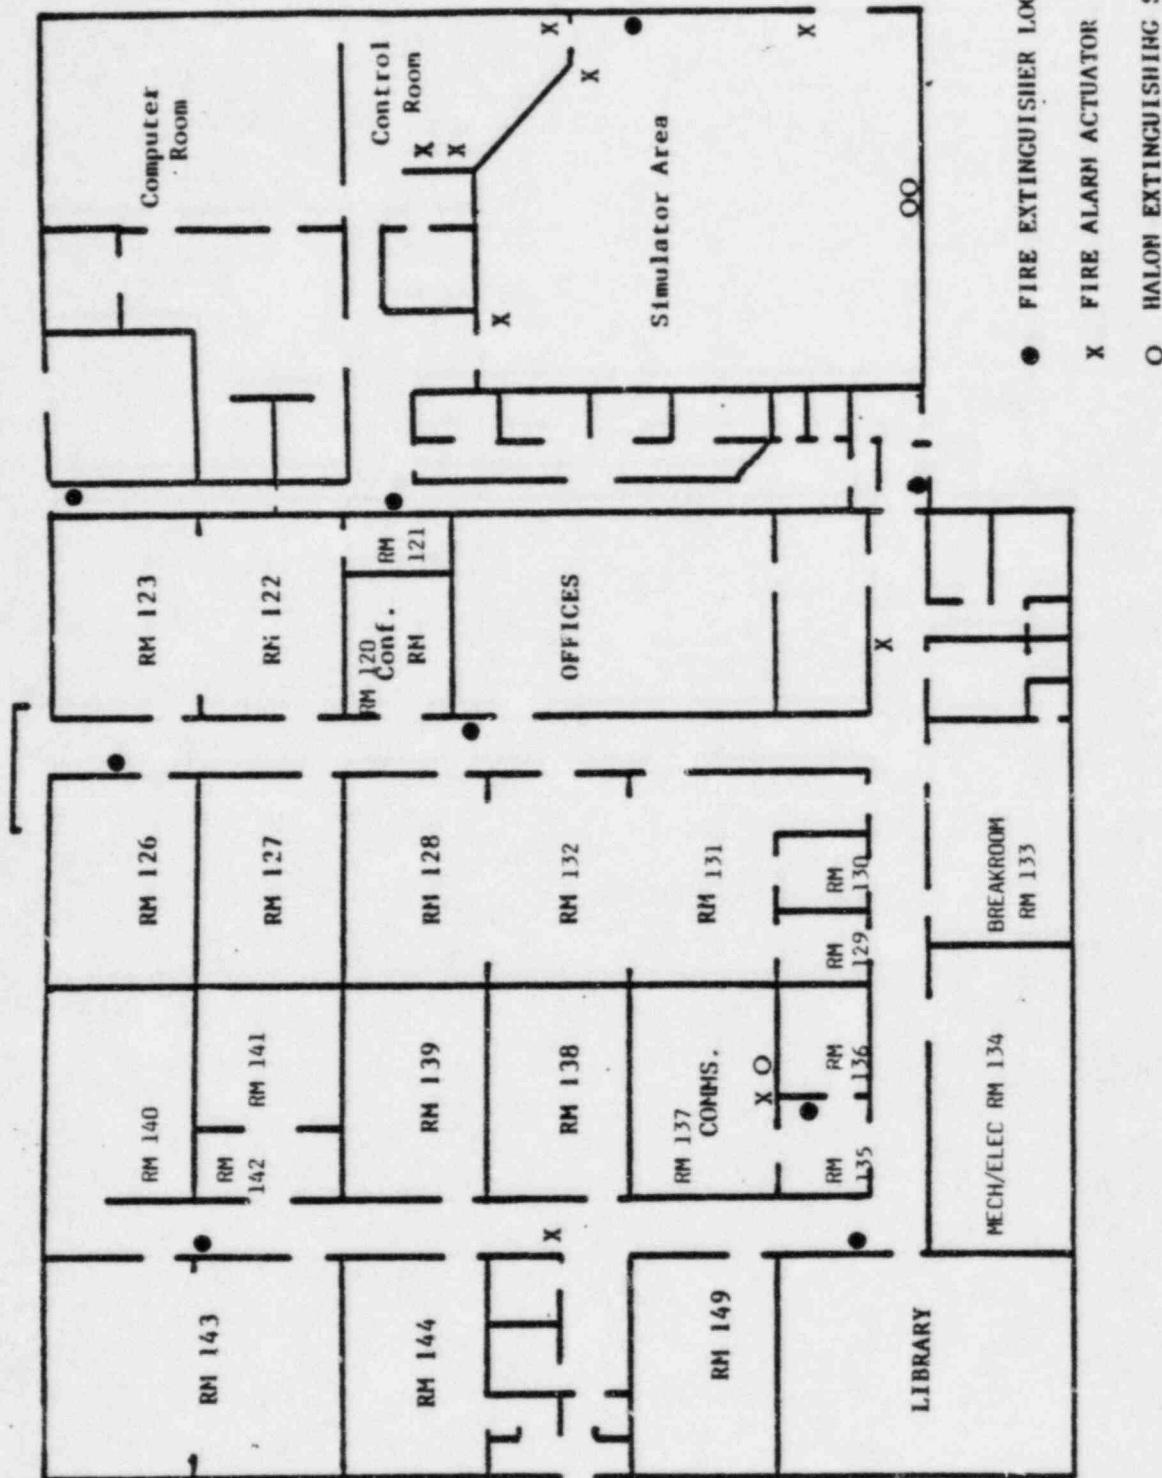 Computer
Room
Control
Room
X
X
X
X
X
X
X
Simulator Area
RM 123
RM 122
RM
121
RM 120
Conf.
RM
OFFICES
X
RM 126
RM 127
RM 128
RM 132
RM 131
RM
130
RM
129
BREAKROOM
RM 133
RM 140
RM 141
RM
142
RM 139
RM 138
RM 137
COMMS.
X
RM
136
RM
135
MECH/ELEC RM 134
X
RM 143
RM 144
RM 149
LIBRARY
FIRE EXTINGUISHER
X FIRE ALARM ACTUATOR
HALON EXTINGUISHING